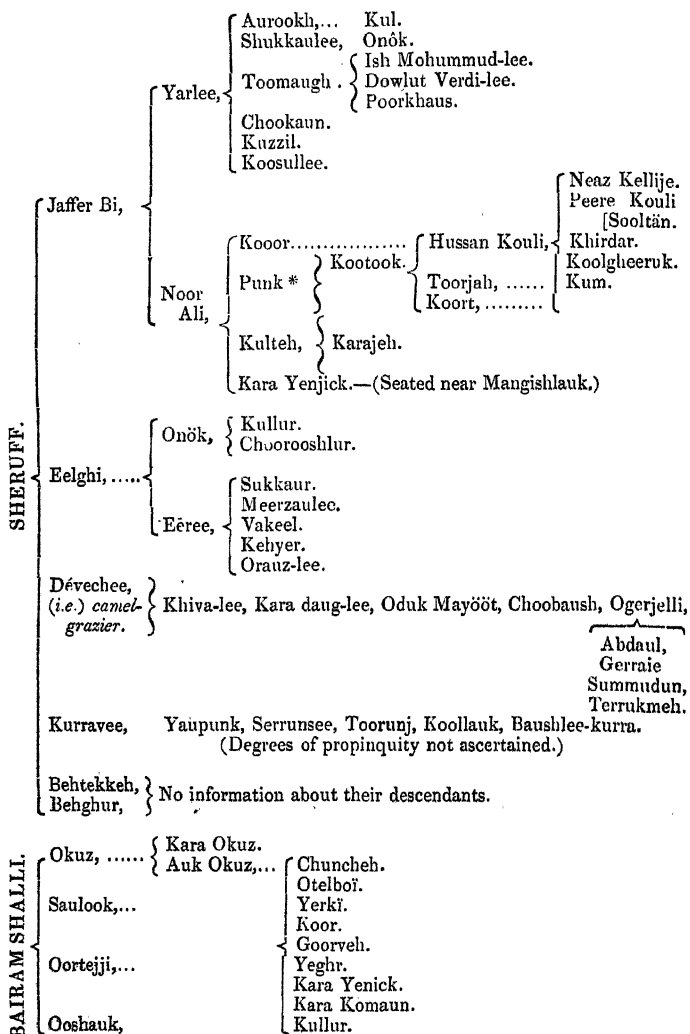 Aurookh,... Kul.
Shukkaulee, Onôk.
Ish Mohummud-lee.
Yarlee, Toomaugh . Dowlut Verdi-lee.
Poorkhaus.
Chookaun.
Kuzzil.
Koosullee.
Neaz Kellije.
Jaffer Bi, Peere Kouli
[Sooltän.
Kooor.................. Hussan Kouli, Khirdar.
Kootook. Koolgheeruk.
Noor Punk * Toorjah, ...... Kum.
Ali, Koort, .........
Kulteh, Karajeh.
Kara Yenjick.—(Seated near Mangishlauk.)
SHERUFF.
Onök, Kullur.
Choorooshlur.
Eelghi, .....
Sukkaur.
Meerzaulee.
Eëree, Vakeel.
Kehyer.
Orauz-lee.
Dévechee,
(i.e.) camel- Khiva-lee, Kara daug-lee, Oduk Mayööt, Choobaush, Ogerjelli,
grazier.
Abdaul,
Gerraie
Summudun,
Terrukmeh.
Kurravee, Yaupunk, Serrunsee, Toorunj, Koollauk, Baushlee-kurra.
(Degrees of propinquity not ascertained.)
Behtekkeh, No information about their descendants.
Behghur,
BAIRAM SHALLI.
Okuz, ...... Kara Okuz.
Auk Okuz,... Chuncheh.
Otelboï.
Saulook,... Yerkï.
Koor.
Goorveh.
Oortejji,... Yeghr.
Kara Yenick.
Kara Komaun.
Ooshauk, Kullur.